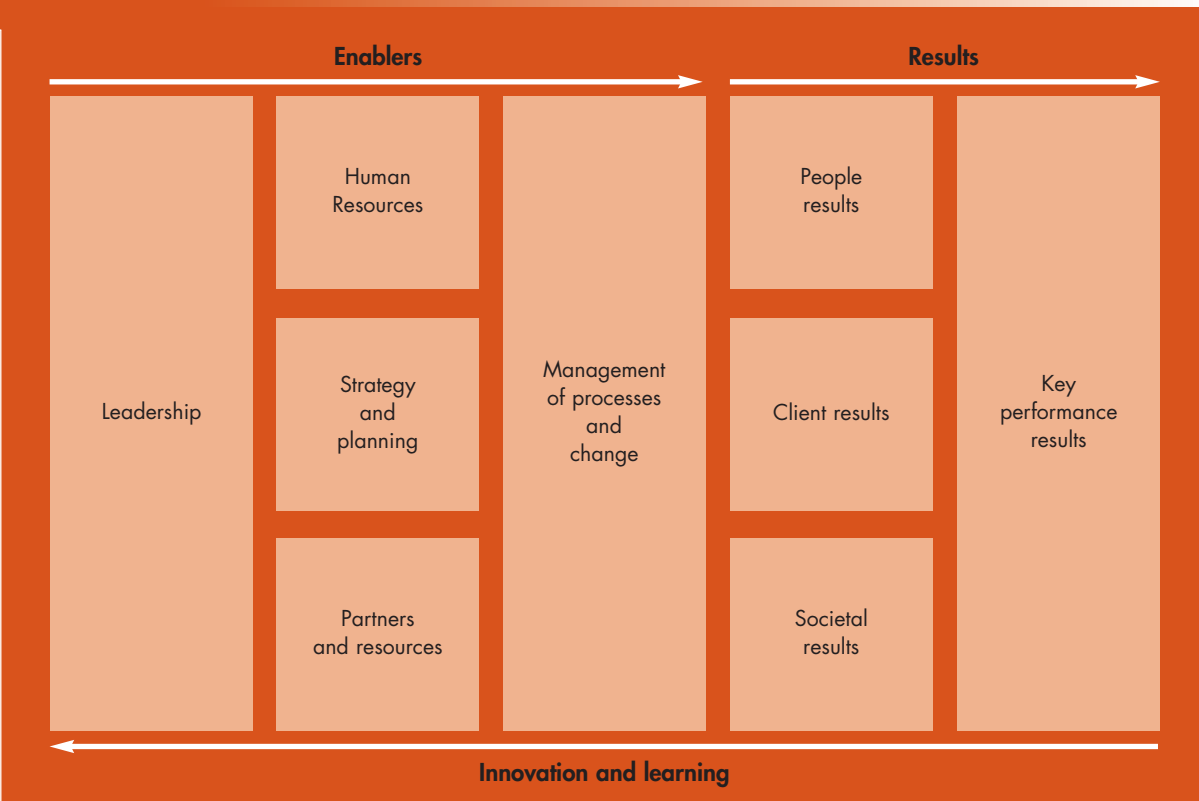 Enablers
Results
Leadership
Human
Resources
Strategy
and
planning
Partners
and resources
Management
of processes
and
change
People
results
Client results
Societal
results
Key
performance
results
Innovation and learning